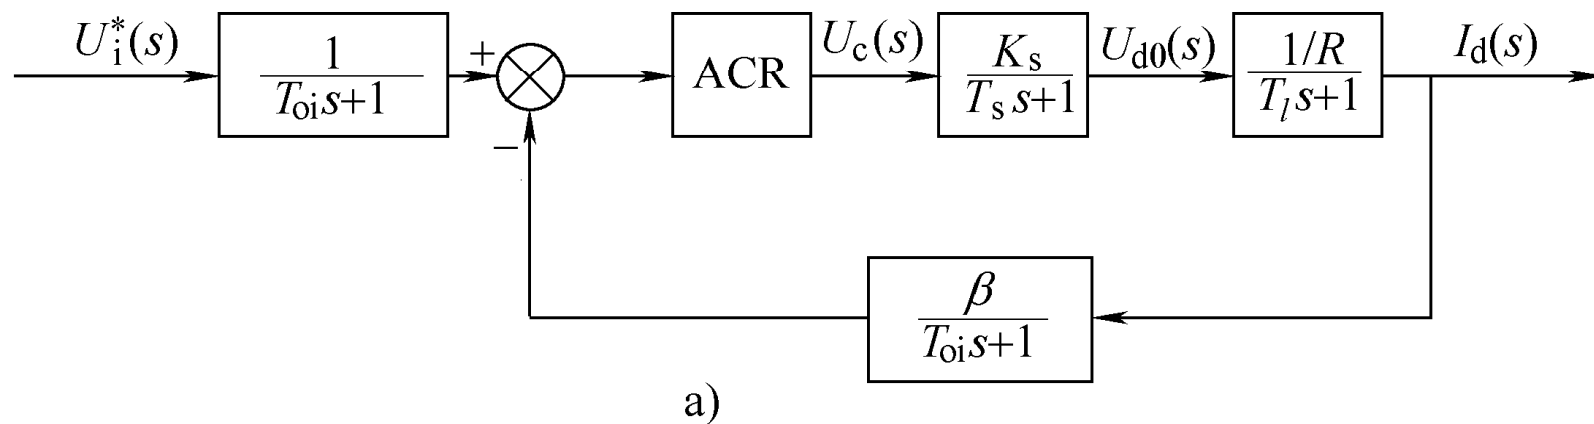 U*i(s)
1
Toi s+1
+
−
ACR
Uc(s)
Ks
Ts s+1
Ud0(s)
1/R
Tl s+1
Id(s)
β
Toi s+1
a)